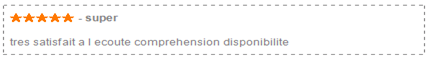 - super
tres satisfait a l ecoute comprehension disponibilite